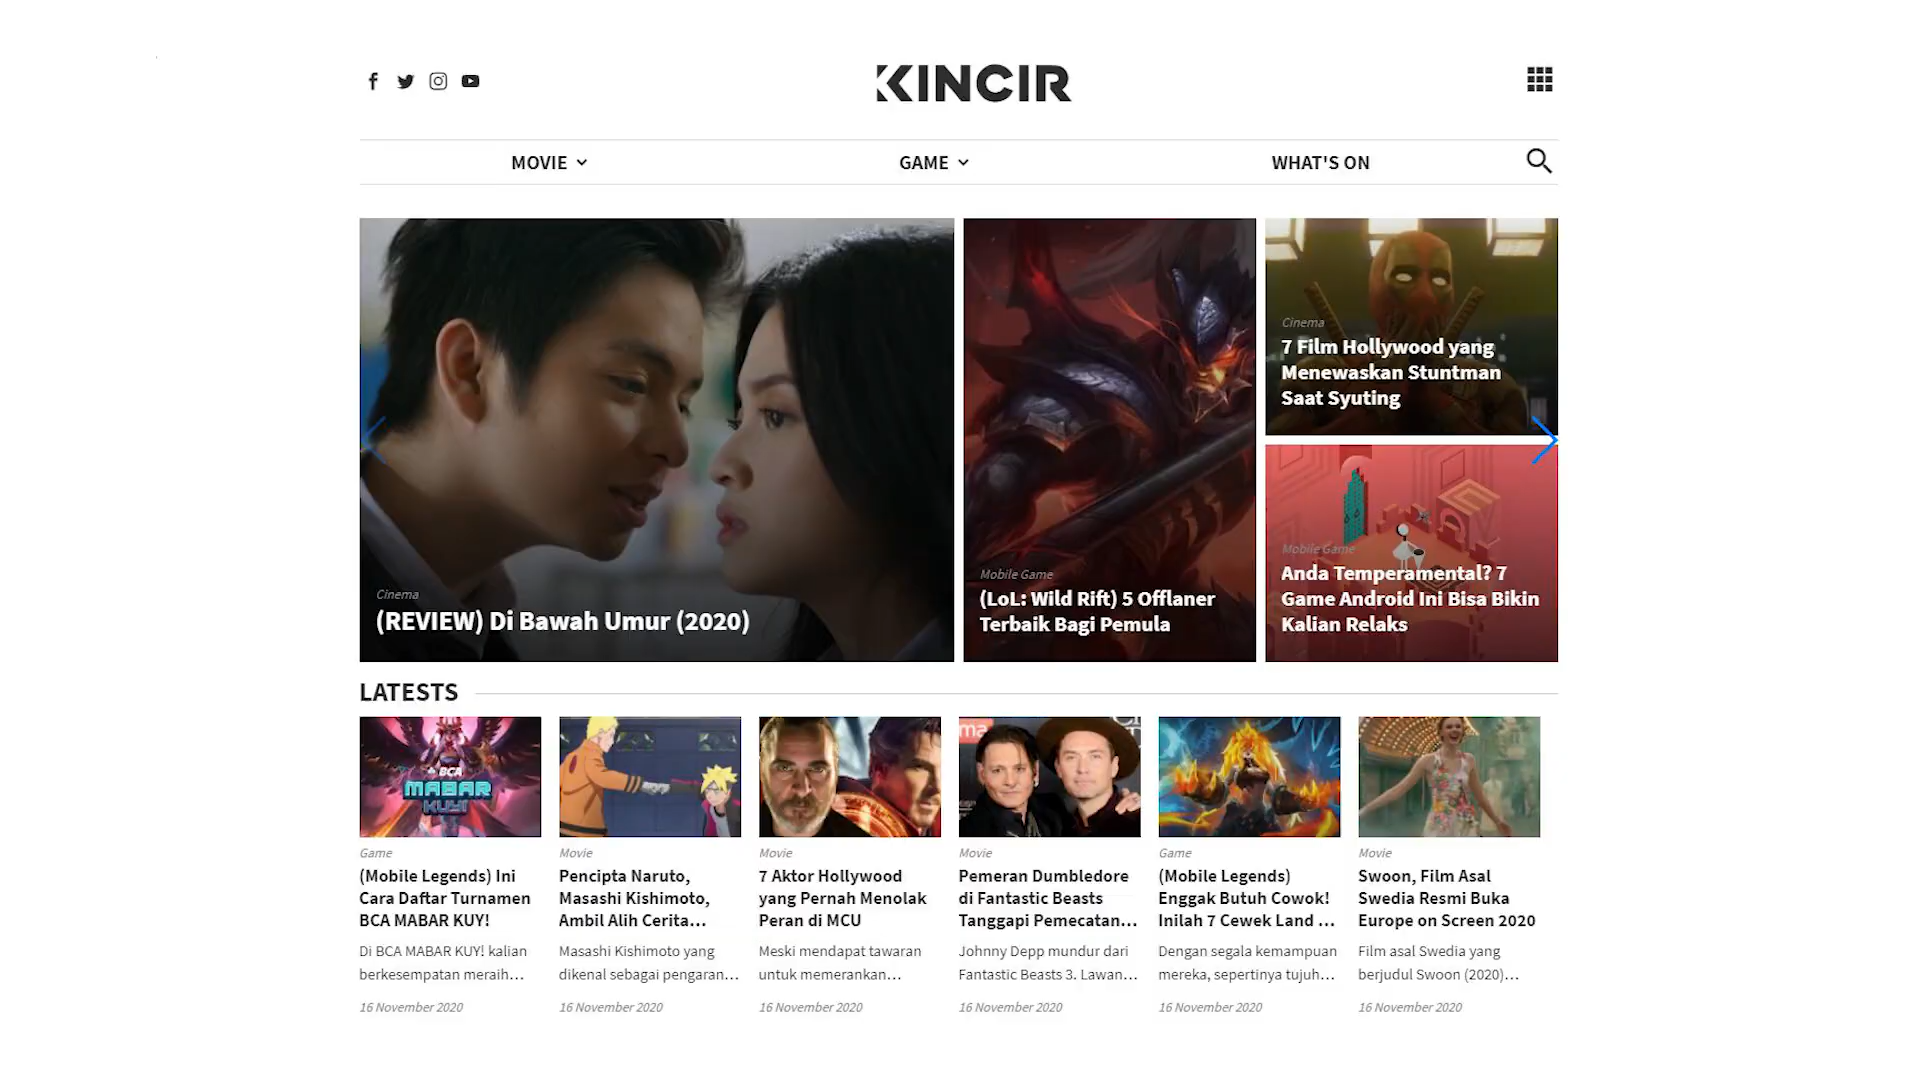 KINCIR
MOVIE
GAME
WHAT'S ON
Cinema
(REVIEW) Di Bawah Umur (2020)
Mobile Game
(LoL: Wild Rift) 5 Offlaner
Terbaik Bagi Pemula
Cinema
7 Film Hollywood yang
Menewaskan Stuntman
Saat Syuting
Mobile Game
Anda Temperamental? 7
Game Android Ini Bisa Bikin
Kalian Relaks
LATESTS
BCA
MABAR
KUY!
Game
(Mobile Legends) Ini
Cara Daftar Turnamen
BCA MABAR KUY!
Di BCA MABAR KUY! kalian
berkesempatan meraih...
16 November 2020
Movie
Pencipta Naruto,
Masashi Kishimoto,
Ambil Alih Cerita...
Masashi Kishimoto yang
dikenal sebagai pengaran...
16 November 2020
Movie
7 Aktor Hollywood
yang Pernah Menolak
Peran di MCU
Meski mendapat tawaran
untuk memerankan...
16 November 2020
ma
Movie
Pemeran Dumbledore
di Fantastic Beasts
Tanggapi Pemecatan...
Johnny Depp mundur dari
Fantastic Beasts 3. Lawan...
16 November 2020
Game
(Mobile Legends)
Enggak Butuh Cowok!
Inilah 7 Cewek Land ...
Dengan segala kemampuan
mereka, sepertinya tujuh...
16 November 2020
Movie
Swoon, Film Asal
Swedia Resmi Buka
Europe on Screen 2020
Film asal Swedia yang
berjudul Swoon (2020)...
16 November 2020